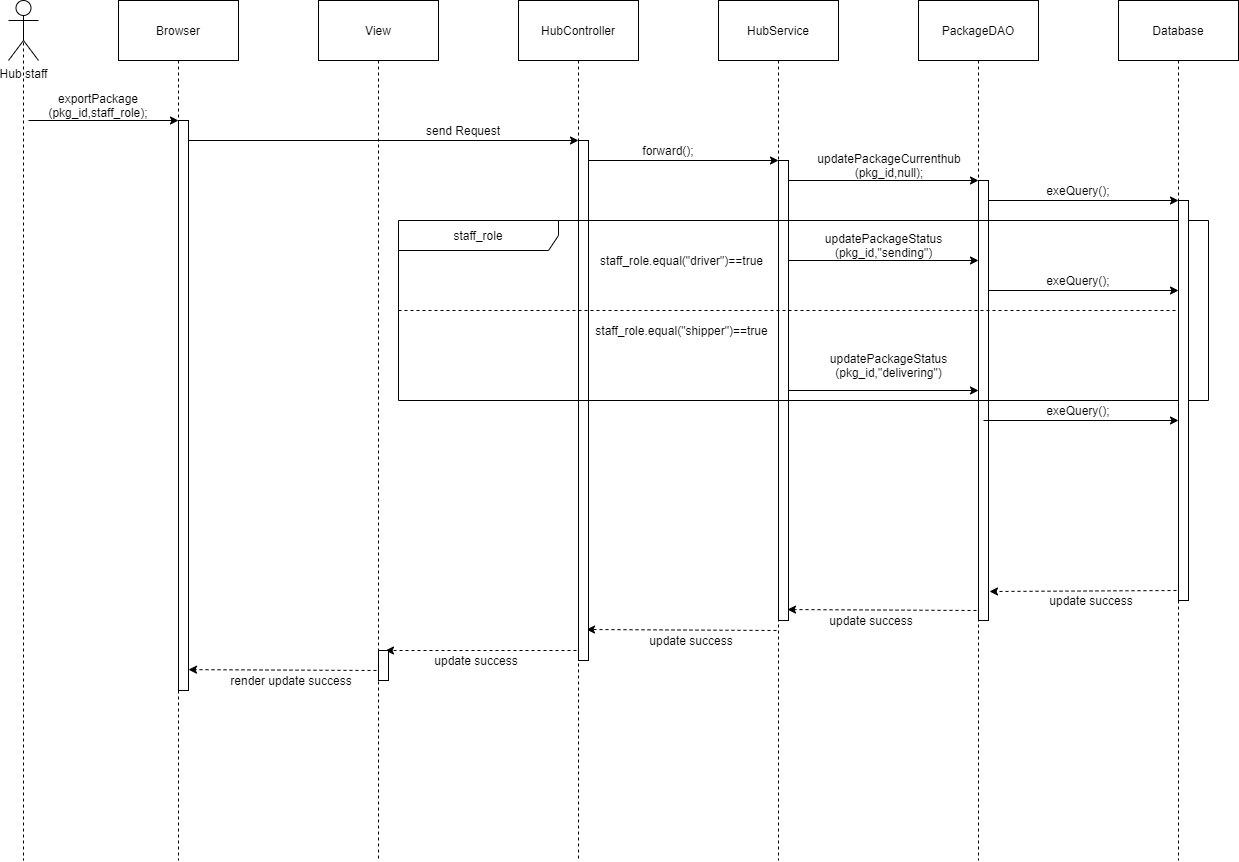 Browser
View
HubController
HubService
PackageDAO
Database
Hub staff
exportPackage
(pkg_id,staff_role);
send Request
forward();
updatePackageCurrenthub
(pkg_id,null);
exeQuery();
staff_role
updatePackageStatus
(pkg_id,"sending")
staff_role.equal("driver")==true
exeQuery();
staff_role.equal("shipper")==true
updatePackageStatus
(pkg_id,"delivering")
exeQuery();
update success
update success
update success
update success
render update success